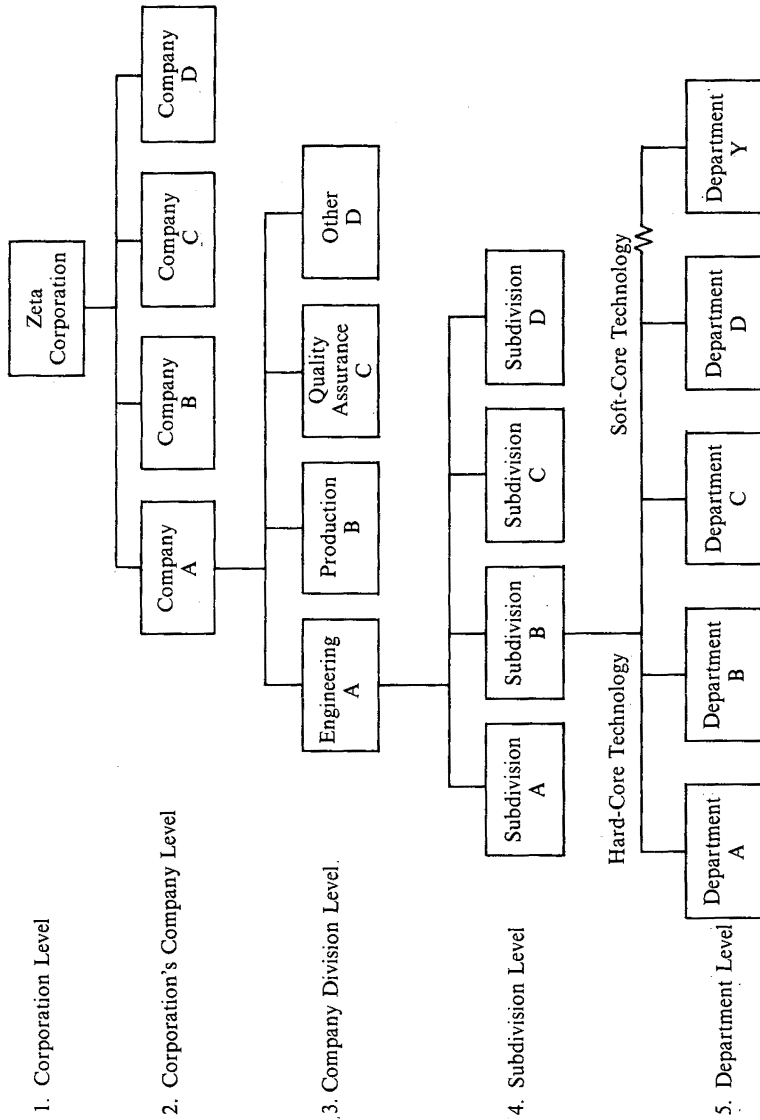 1. Corporation Level
Zeta
Corporation
2. Corporation's Company Level
Company
A
Company
B
Company
C
Company
D
3. Company Division Level.
Engineering
A
Production
B
Quality
Assurance
C
Other
D
4. Subdivision Level
Subdivision
A
Subdivision
B
Subdivision
C
Subdivision
D
Hard-Core Technology
Soft-Core Technology
5. Department Level
Department
A
Department
B
Department
C
Department
D
Department
Y